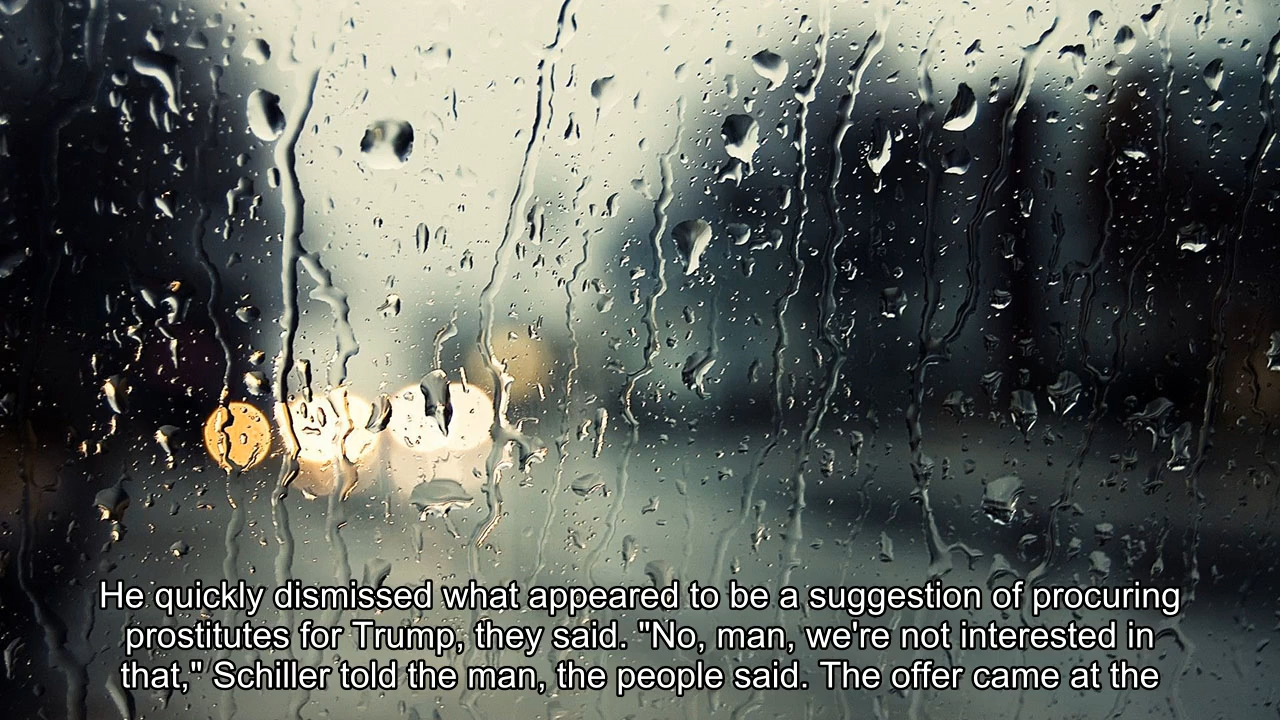 He quickly dismissed what appeared to be a suggestion of procuring
prostitutes for Trump, they said. "No, man, we're not interested in
that," Schiller told the man, the people said. The offer came at the